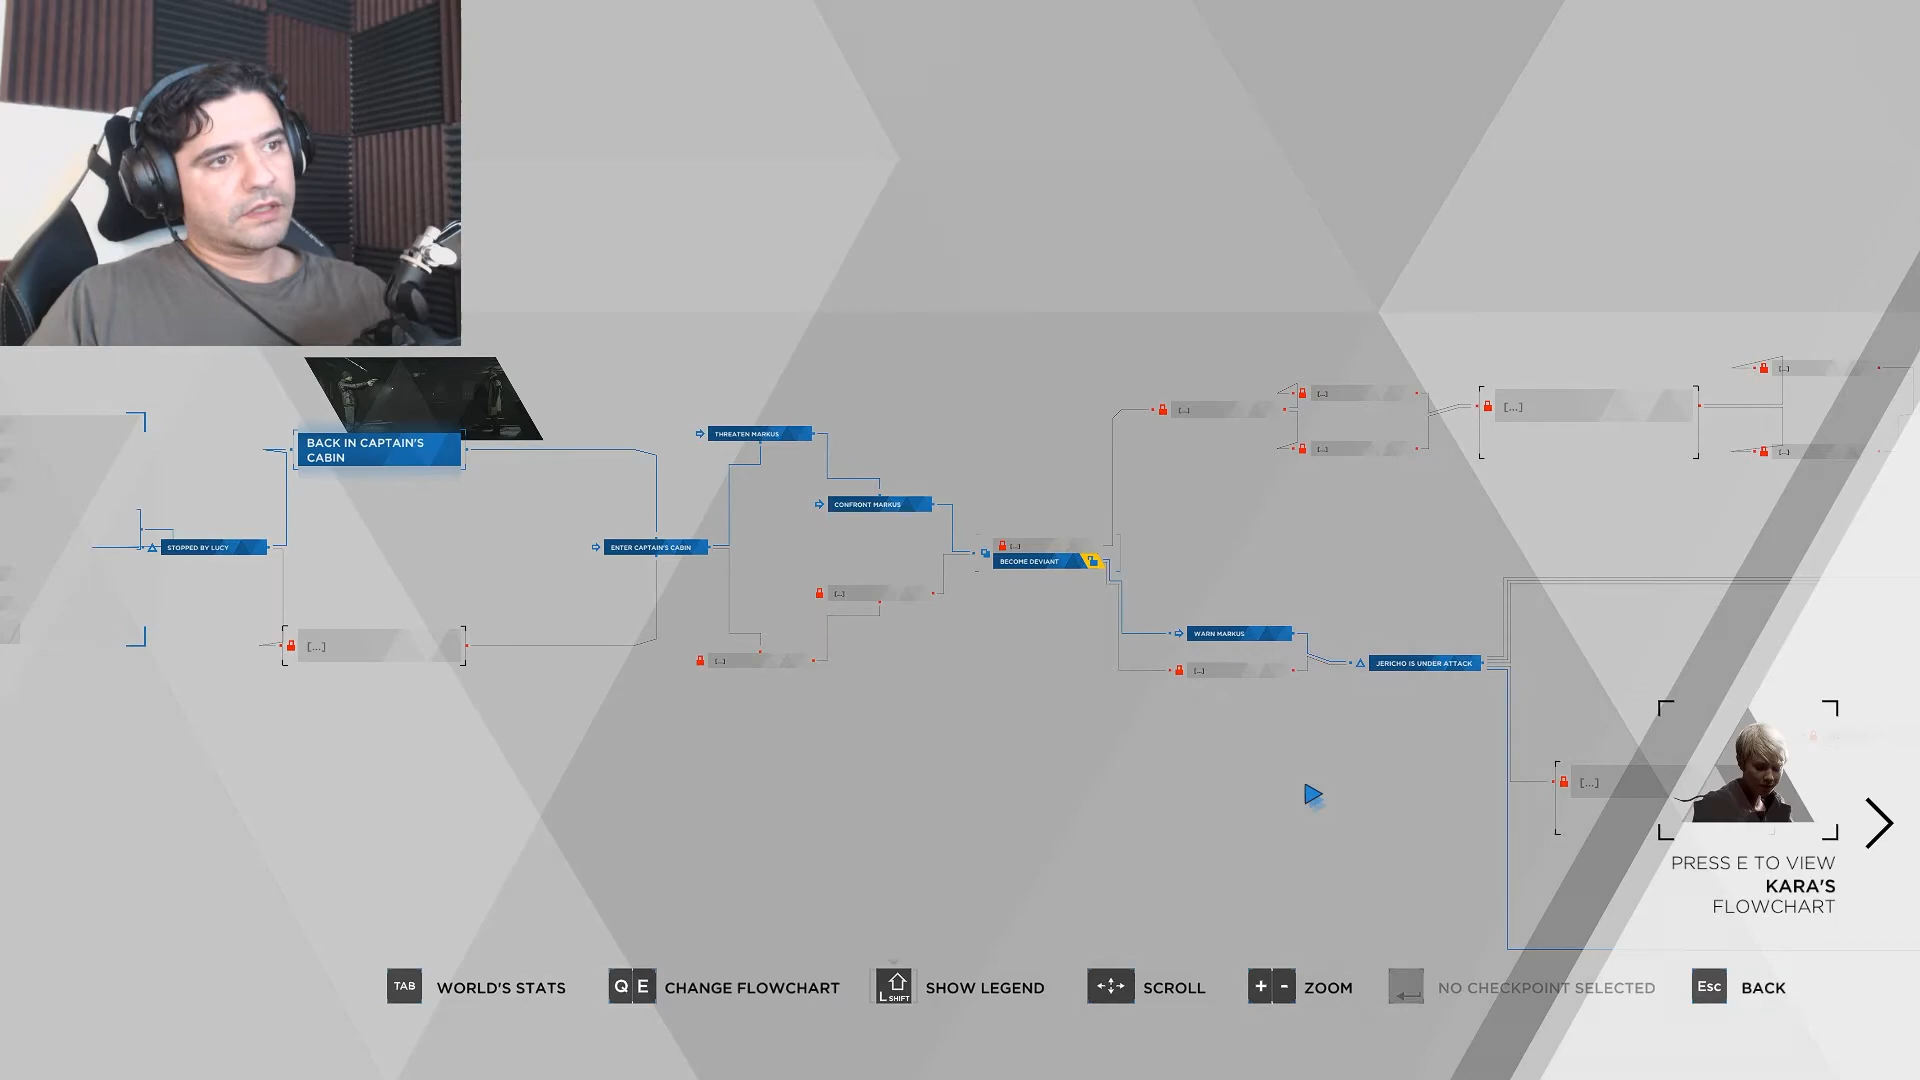 BACK IN CAPTAIN'S
CABIN
THREATEN MARKUS
CONFRONT MARKUS
STOPPED BY LUCY
ENTER CAPTAIN'S CABIN
BECOME DEVIANT
WARN MARKUS
JERICHO IS UNDER ATTACK
[...]
[...]
[...]
[...]
[...]
[...]
[...]
[...]
[...]
[...]
[...]
[...]
PRESS E TO VIEW
KARA'S
FLOWCHART
TAB WORLD'S STATS Q E CHANGE FLOWCHART L SHIFT SHOW LEGEND SCROLL + - ZOOM NO CHECKPOINT SELECTED Esc BACK